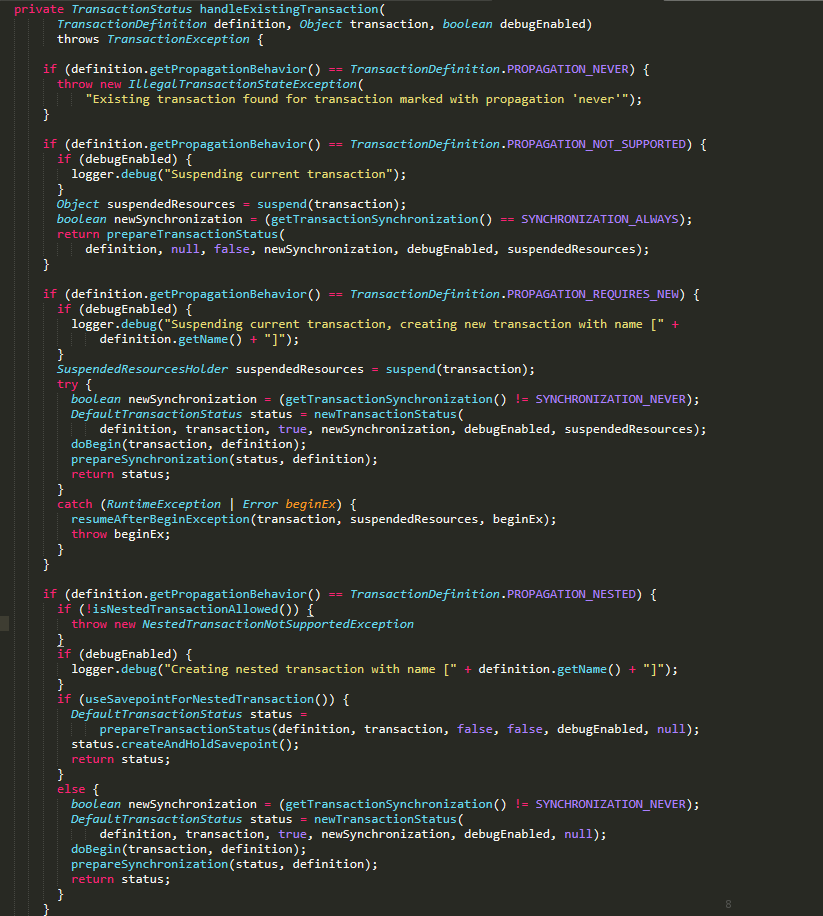 private TransactionStatus handleExistingTransaction(
TransactionDefinition definition, Object transaction, boolean debugEnabled)
throws TransactionException {
if (definition.getPropagationBehavior() == TransactionDefinition.PROPAGATION_NEVER) {
throw new IllegalTransactionStateException(
"Existing transaction found for transaction marked with propagation 'never'");
}
if (definition.getPropagationBehavior() == TransactionDefinition.PROPAGATION_NOT_SUPPORTED) {
if (debugEnabled) {
logger.debug("Suspending current transaction");
}
Object suspendedResources = suspend(transaction);
boolean newSynchronization = (getTransactionSynchronization() == SYNCHRONIZATION_ALWAYS);
return prepareTransactionStatus(
definition, null, false, newSynchronization, debugEnabled, suspendedResources);
}
if (definition.getPropagationBehavior() == TransactionDefinition.PROPAGATION_REQUIRES_NEW) {
if (debugEnabled) {
logger.debug("Suspending current transaction, creating new transaction with name [" +
definition.getName() + "]");
}
SuspendedResourcesHolder suspendedResources = suspend(transaction);
try {
boolean newSynchronization = (getTransactionSynchronization() != SYNCHRONIZATION_NEVER);
DefaultTransactionStatus status = newTransactionStatus(
definition, transaction, true, newSynchronization, debugEnabled, suspendedResources);
doBegin(transaction, definition);
prepareSynchronization(status, definition);
return status;
}
catch (RuntimeException | Error beginEx) {
resumeAfterBeginException(transaction, suspendedResources, beginEx);
throw beginEx;
}
}
if (definition.getPropagationBehavior() == TransactionDefinition.PROPAGATION_NESTED) {
if (!isNestedTransactionAllowed()) {
throw new NestedTransactionNotSupportedException
}
if (debugEnabled) {
logger.debug("Creating nested transaction with name [" + definition.getName() + "]");
}
if (useSavepointForNestedTransaction()) {
DefaultTransactionStatus status =
prepareTransactionStatus(definition, transaction, false, false, debugEnabled, null);
status.createAndHoldSavepoint();
return status;
}
else {
boolean newSynchronization = (getTransactionSynchronization() != SYNCHRONIZATION_NEVER);
DefaultTransactionStatus status = newTransactionStatus(
definition, transaction, true, newSynchronization, debugEnabled, null);
doBegin(transaction, definition);
prepareSynchronization(status, definition);
return status;
}
}
8